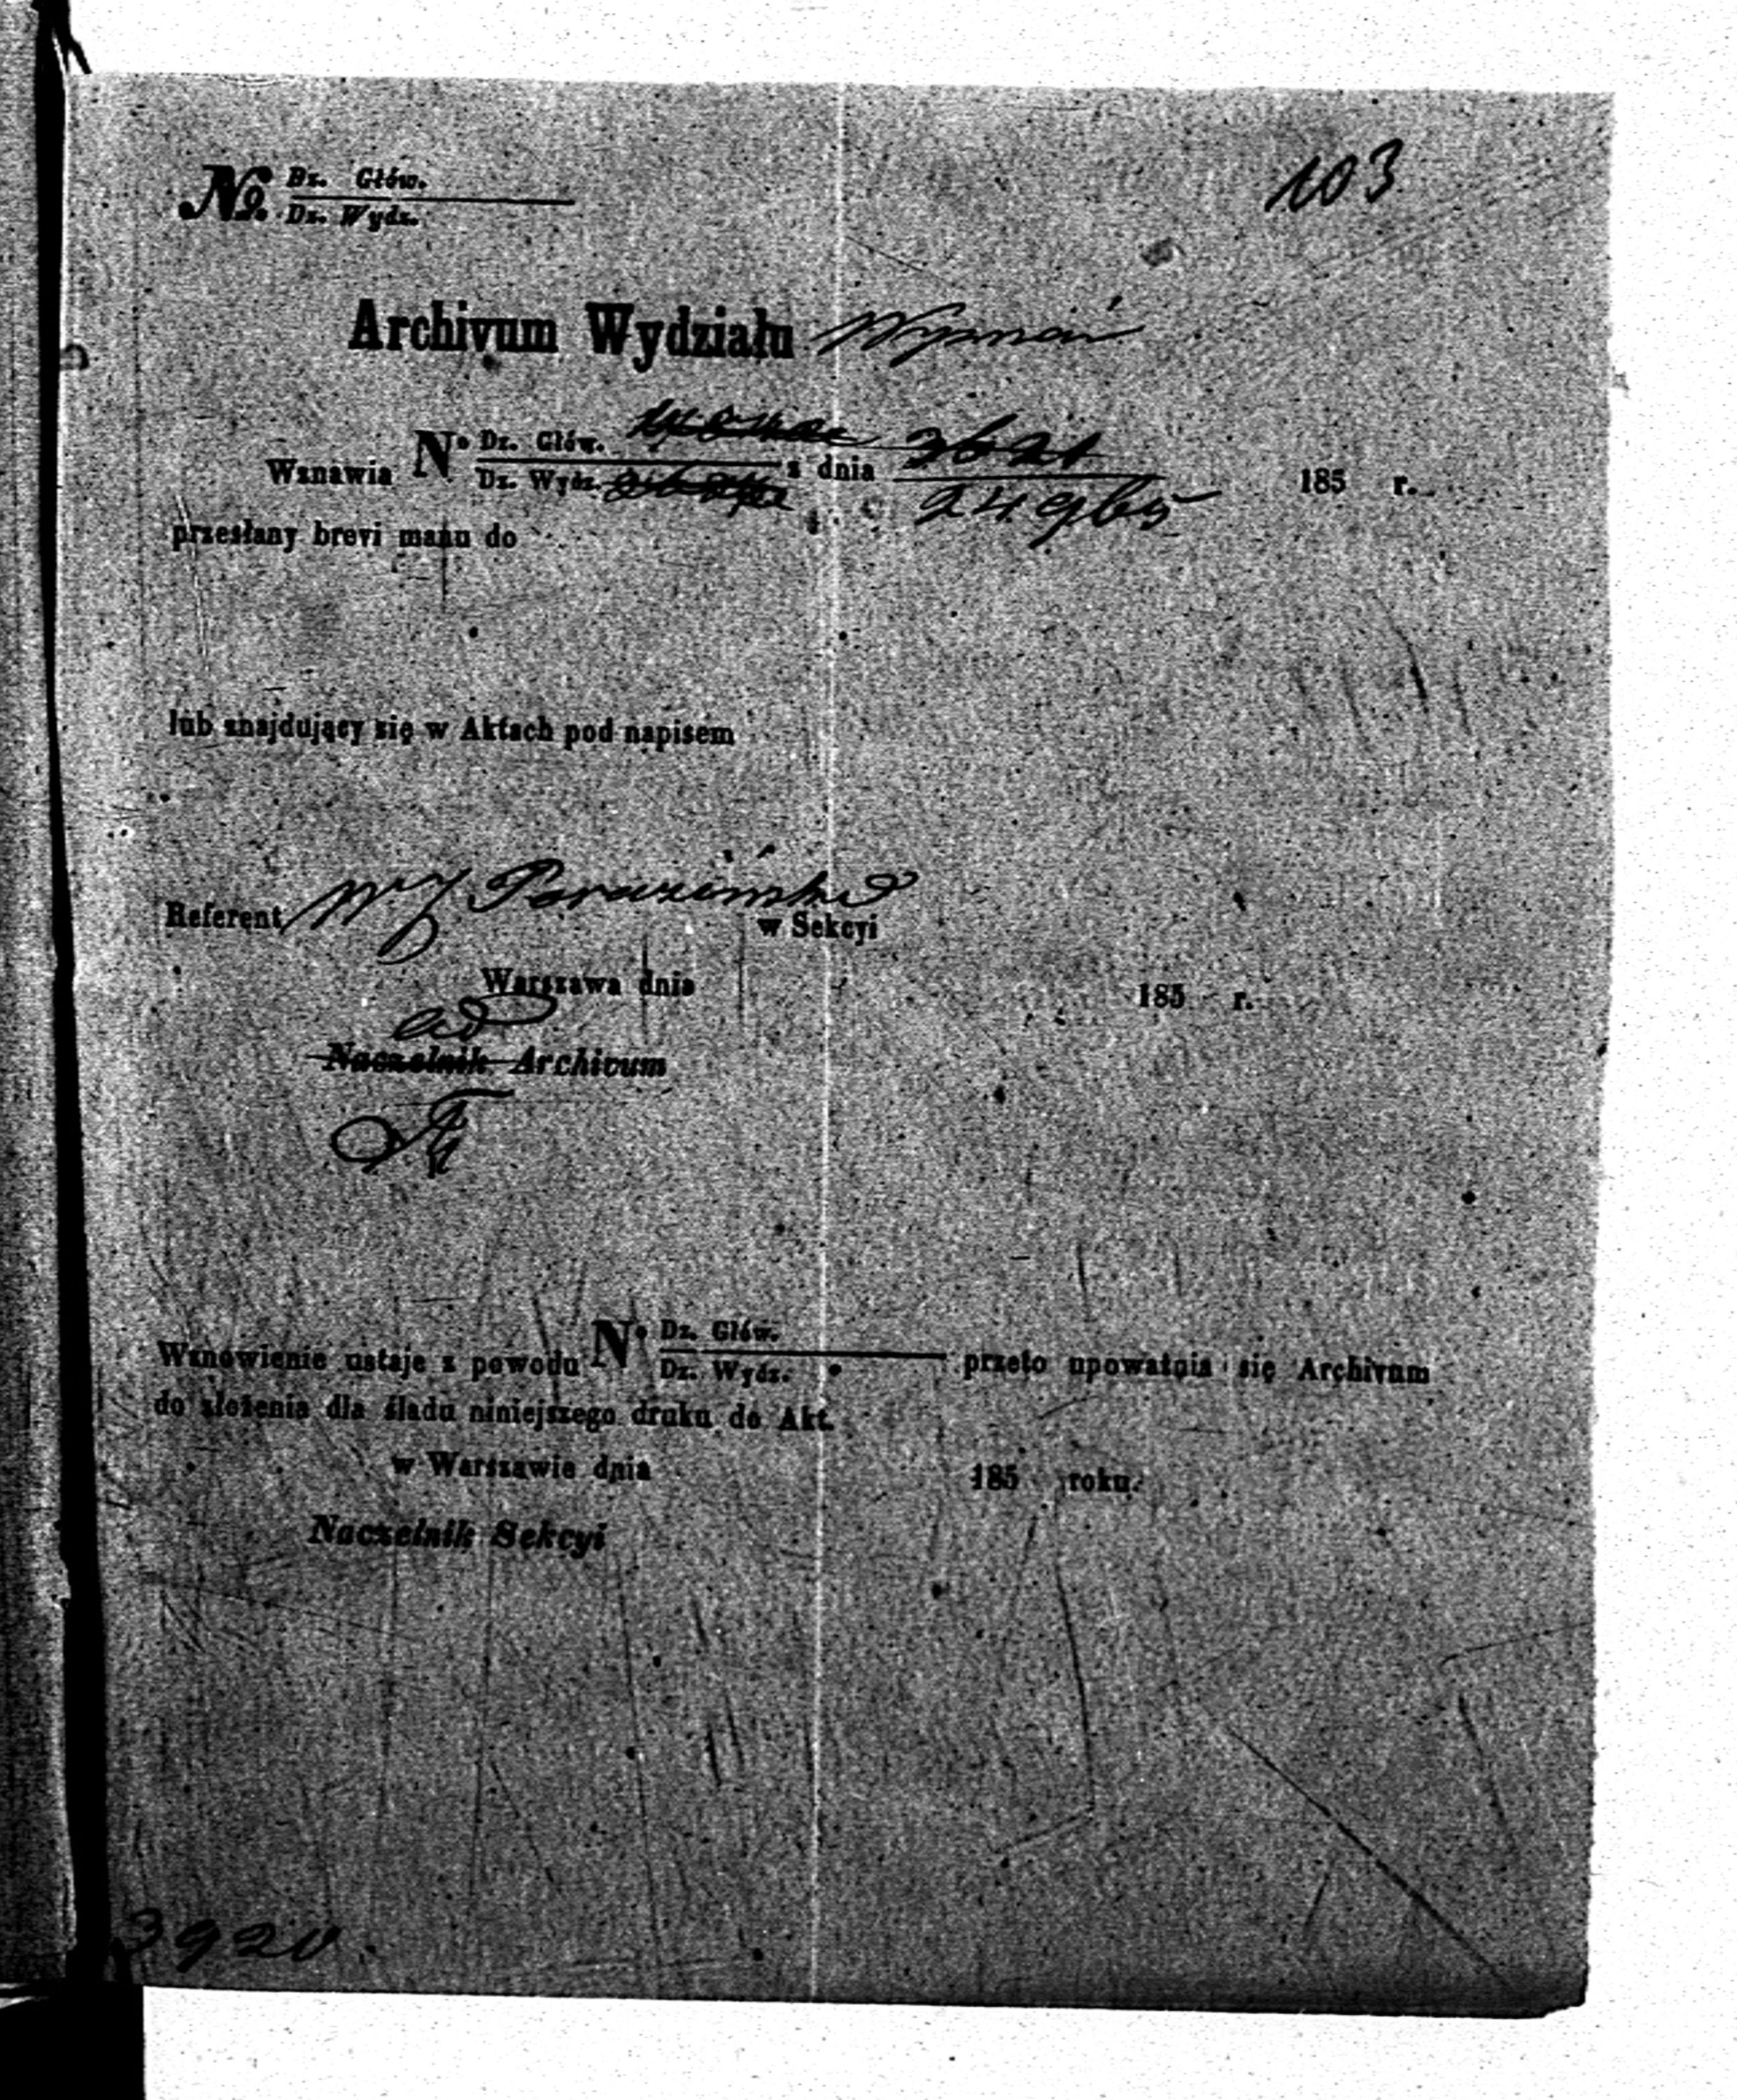 103
№ Dz. Głów.
Dz. Wydz.
Archivum Wydziału Wyznań
Wznawia N° Dz. Głów. z dnia 185 r.
Dz. Wydz. 24 9b
przesłany brevi manu do
lub znajdujący się w Aktach pod napisem
Referent w Sekcyi
Warszawa dnia 185 r.
Naczelnik Archivum
Wznowienie ustaje z powodu N° Dz. Głów. przeto upoważnia się Archivum
Dz. Wydz.
do złożenia dla śladu niniejszego druku do Akt.
w Warszawie dnia 185 roku.
Naczelnik Sekcyi
3920.